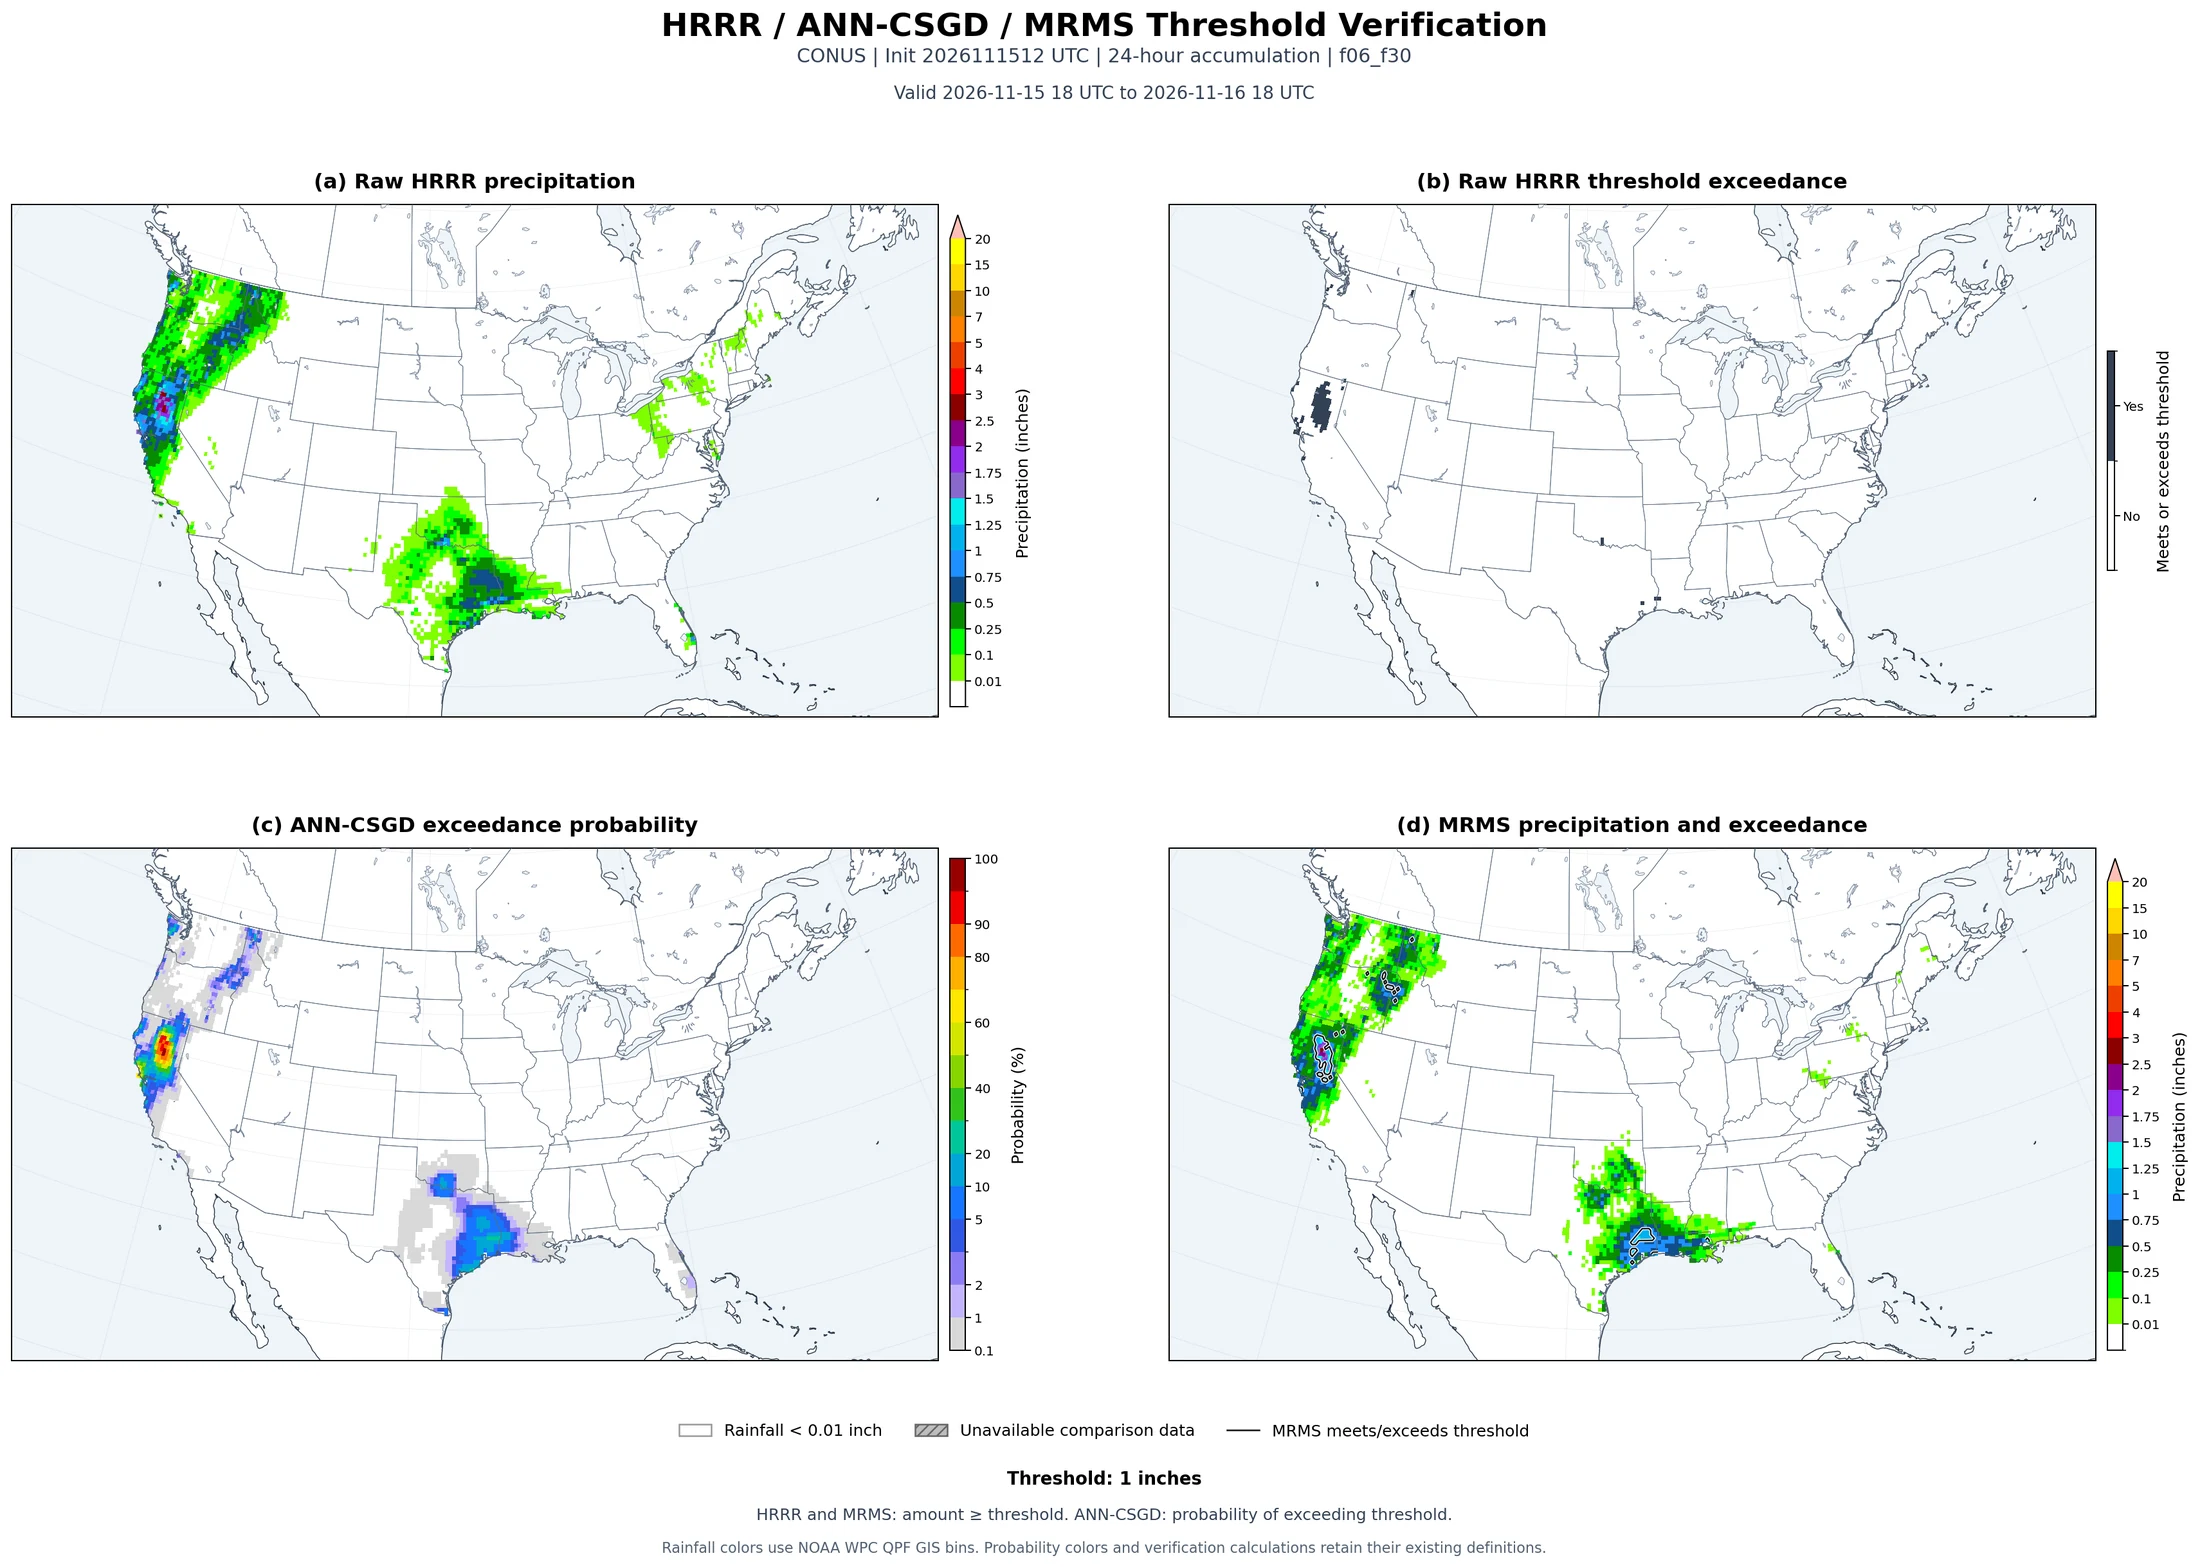 HRRR / ANN-CSGD / MRMS Threshold Verification
CONUS | Init 2026111512 UTC | 24-hour accumulation | f06_f30
Valid 2026-11-15 18 UTC to 2026-11-16 18 UTC
(a) Raw HRRR precipitation
20
15
10
7
5
4
3
2.5
2
1.75
1.5
1.25
1
0.75
0.5
0.25
0.1
0.01
Precipitation (inches)
(b) Raw HRRR threshold exceedance
Yes
No
Meets or exceeds threshold
(c) ANN-CSGD exceedance probability
100
90
80
60
40
20
10
5
2
1
0.1
Probability (%)
(d) MRMS precipitation and exceedance
20
15
10
7
5
4
3
2.5
2
1.75
1.5
1.25
1
0.75
0.5
0.25
0.1
0.01
Precipitation (inches)
Rainfall < 0.01 inch
Unavailable comparison data
MRMS meets/exceeds threshold
Threshold: 1 inches
HRRR and MRMS: amount ≥ threshold. ANN-CSGD: probability of exceeding threshold.
Rainfall colors use NOAA WPC QPF GIS bins. Probability colors and verification calculations retain their existing definitions.